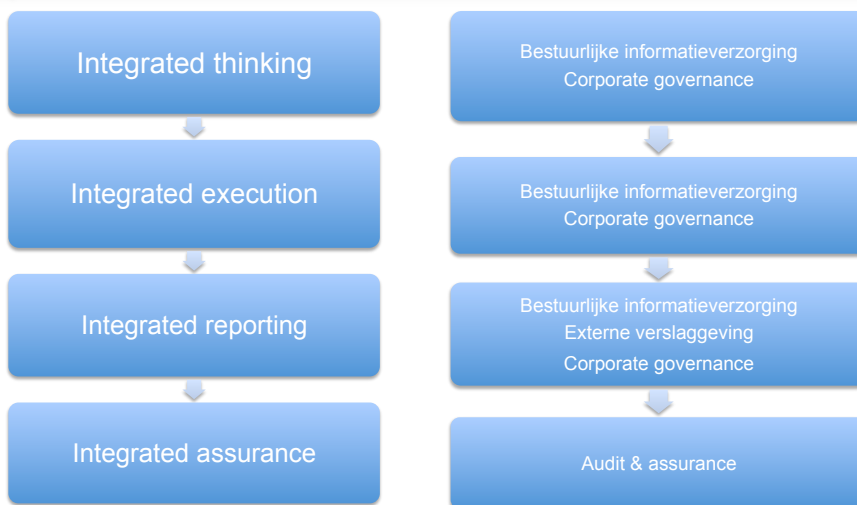 Integrated thinking
Integrated execution
Integrated reporting
Integrated assurance
Bestuurlijke informatieverzorging
Corporate governance
Bestuurlijke informatieverzorging
Corporate governance
Bestuurlijke informatieverzorging
Externe verslaggeving
Corporate governance
Audit & assurance